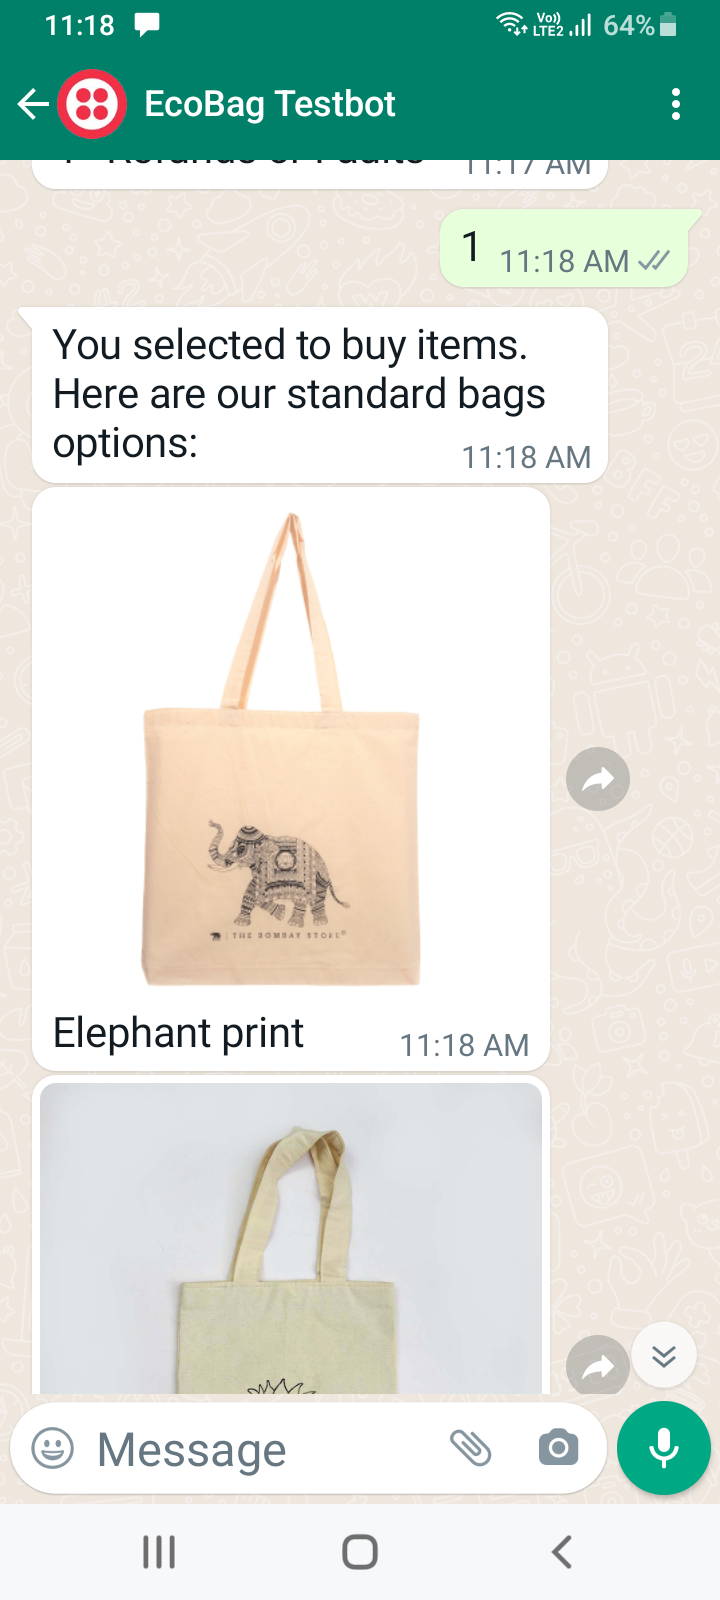 11:18
Vo))
LTE2
64%
EcoBag Testbot
11:17 AM
1 11:18 AM
You selected to buy items.
Here are our standard bags
options:
11:18 AM
THE BOMBAY STORE®
Elephant print 11:18 AM
Message